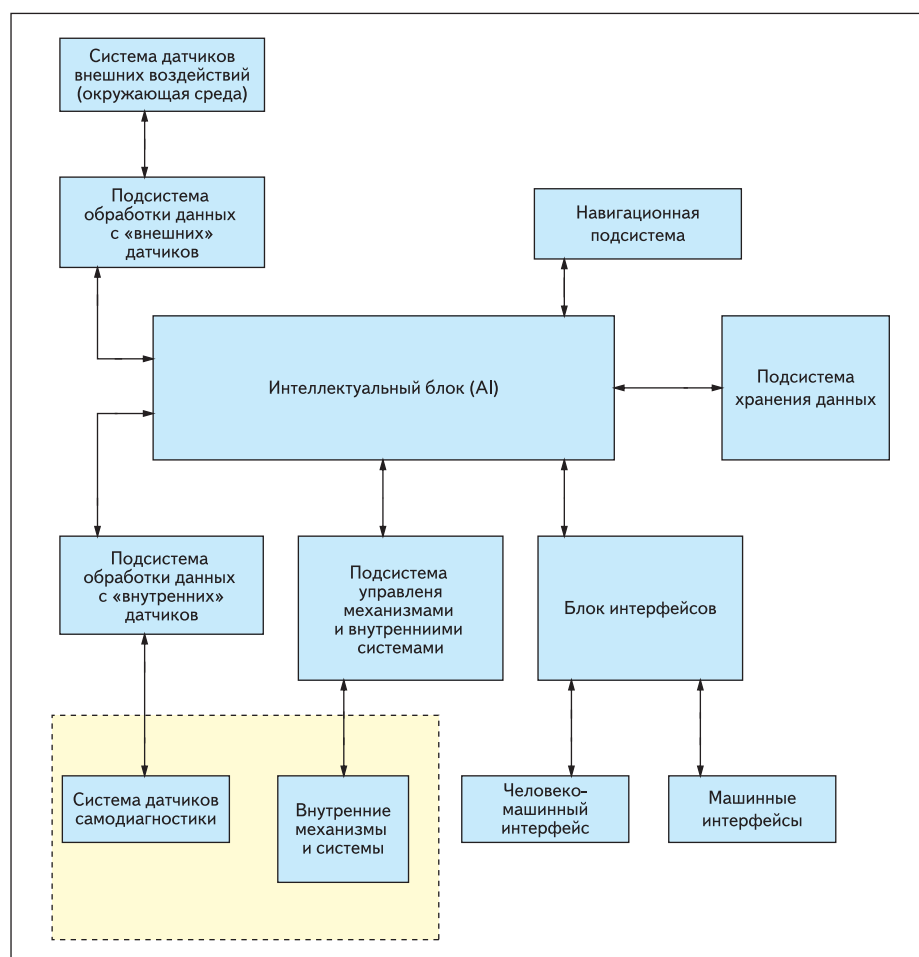 Система датчиков
внешних воздействий
(окружающая среда)
Подсистема
обработки данных
с «внешних»
датчиков
Навигационная
подсистема
Интеллектуальный блок (AI)
Подсистема
хранения данных
Подсистема
обработки данных
с «внутренних»
датчиков
Подсистема
управленя
механизмами
и внутренниими
системами
Блок интерфейсов
Система датчиков
самодиагностики
Внутренние
механизмы
и системы
Человеко-
машинный
интерфейс
Машинные
интерфейсы